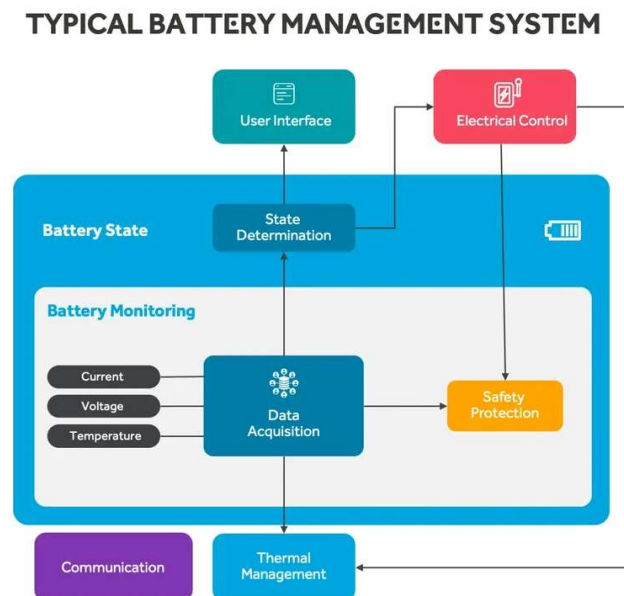 TYPICAL BATTERY MANAGEMENT SYSTEM
User Interface
Electrical Control
Battery State
State
Determination
Battery Monitoring
Current
Voltage
Temperature
Data
Acquisition
Safety
Protection
Communication
Thermal
Management